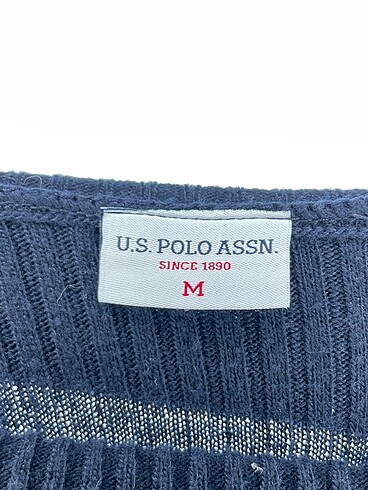 U.S. POLO ASSN.
SINCE 1890
M